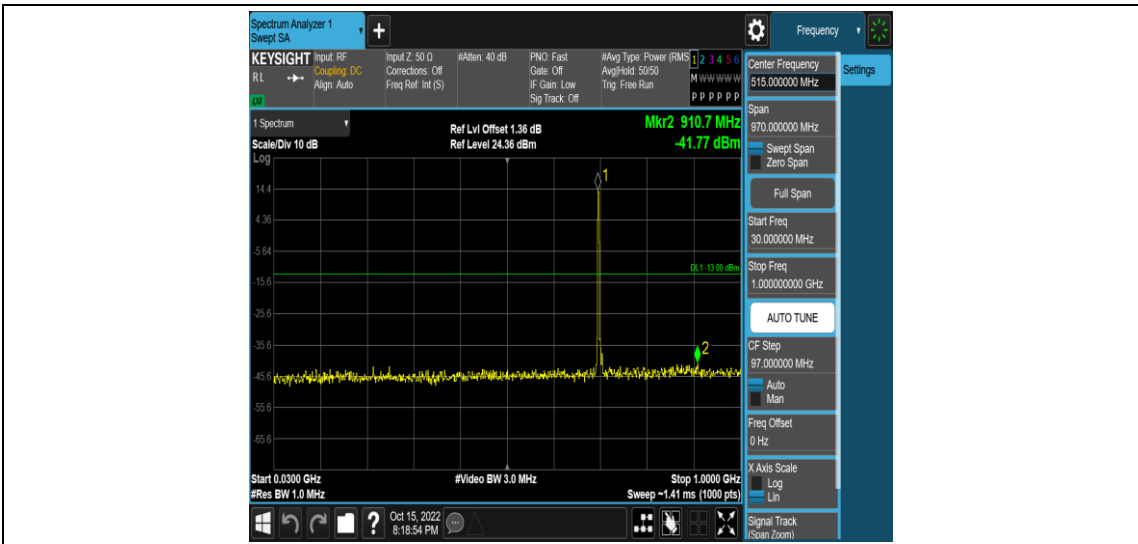 Spectrum Analyzer 1
Swept SA
+
Frequency
KEYSIGHT
RL
LXI
Input: RF
Coupling: DC
Align: Auto
Input Z: 50 Ω
Corrections: Off
Freq Ref: Int (S)
#Atten: 40 dB
PNO: Fast
Gate: Off
IF Gain: Low
Sig Track: Off
#Avg Type: Power (RMS
Avg|Hold: 50/50
Trig: Free Run
1 2 3 4 5 6
M W W W W W
P P P P P P
1 Spectrum
Scale/Div 10 dB
Ref Lvl Offset 1.36 dB
Ref Level 24.36 dBm
Mkr2 910.7 MHz
-41.77 dBm
Log
1
14.4
4.36
-5.64
DL1 -13.00 dBm
-15.6
-25.6
-35.6
2
-45.6
-55.6
-65.6
Start 0.0300 GHz
#Res BW 1.0 MHz
#Video BW 3.0 MHz
Stop 1.0000 GHz
Sweep ~1.41 ms (1000 pts)
?
Oct 15, 2022
8:18:54 PM
Center Frequency
515.000000 MHz
Settings
Span
970.000000 MHz
Swept Span
Zero Span
Full Span
Start Freq
30.000000 MHz
Stop Freq
1.000000000 GHz
AUTO TUNE
CF Step
97.000000 MHz
Auto
Man
Freq Offset
0 Hz
X Axis Scale
Log
Lin
Signal Track
(Span Zoom)